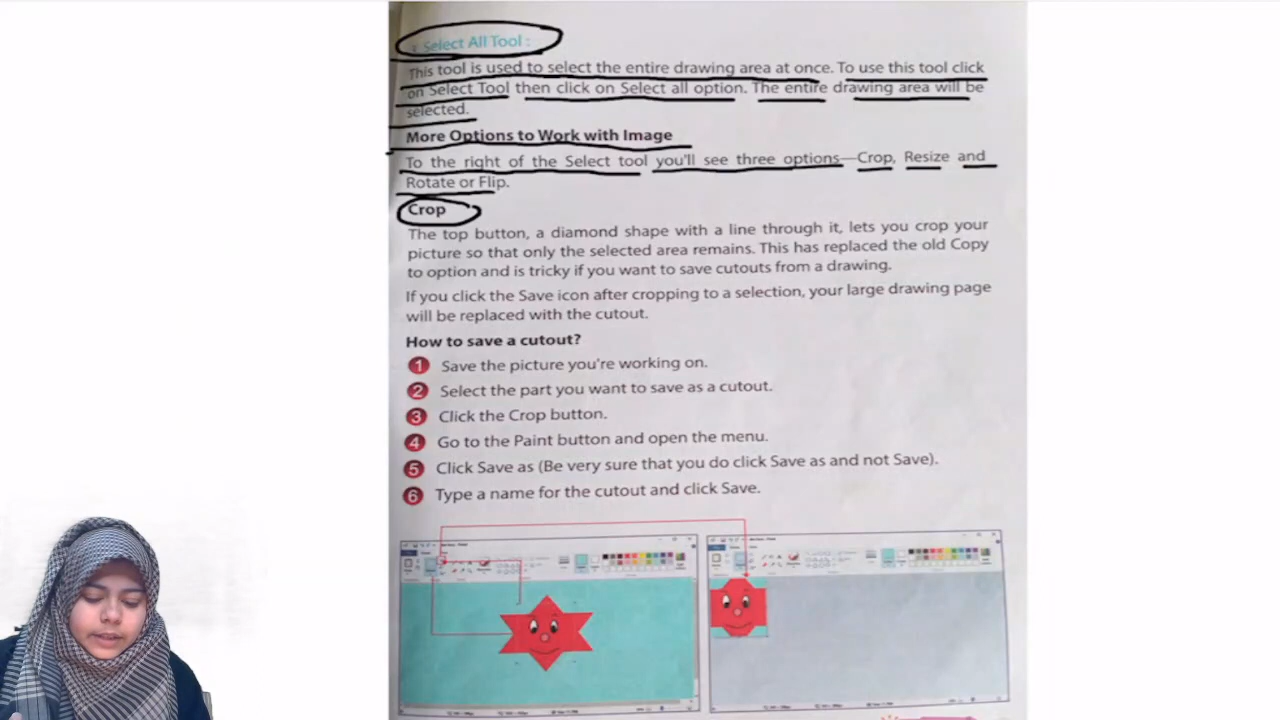 Select All Tool :
This tool is used to select the entire drawing area at once. To use this tool click
on Select Tool then click on Select all option. The entire drawing area will be
selected.
More Options to Work with Image
To the right of the Select tool you'll see three options—Crop, Resize and
Rotate or Flip.
Crop
The top button, a diamond shape with a line through it, lets you crop your
picture so that only the selected area remains. This has replaced the old Copy
to option and is tricky if you want to save cutouts from a drawing.
If you click the Save icon after cropping to a selection, your large drawing page
will be replaced with the cutout.
How to save a cutout?
1 Save the picture you're working on.
2 Select the part you want to save as a cutout.
3 Click the Crop button.
4 Go to the Paint button and open the menu.
5 Click Save as (Be very sure that you do click Save as and not Save).
6 Type a name for the cutout and click Save.